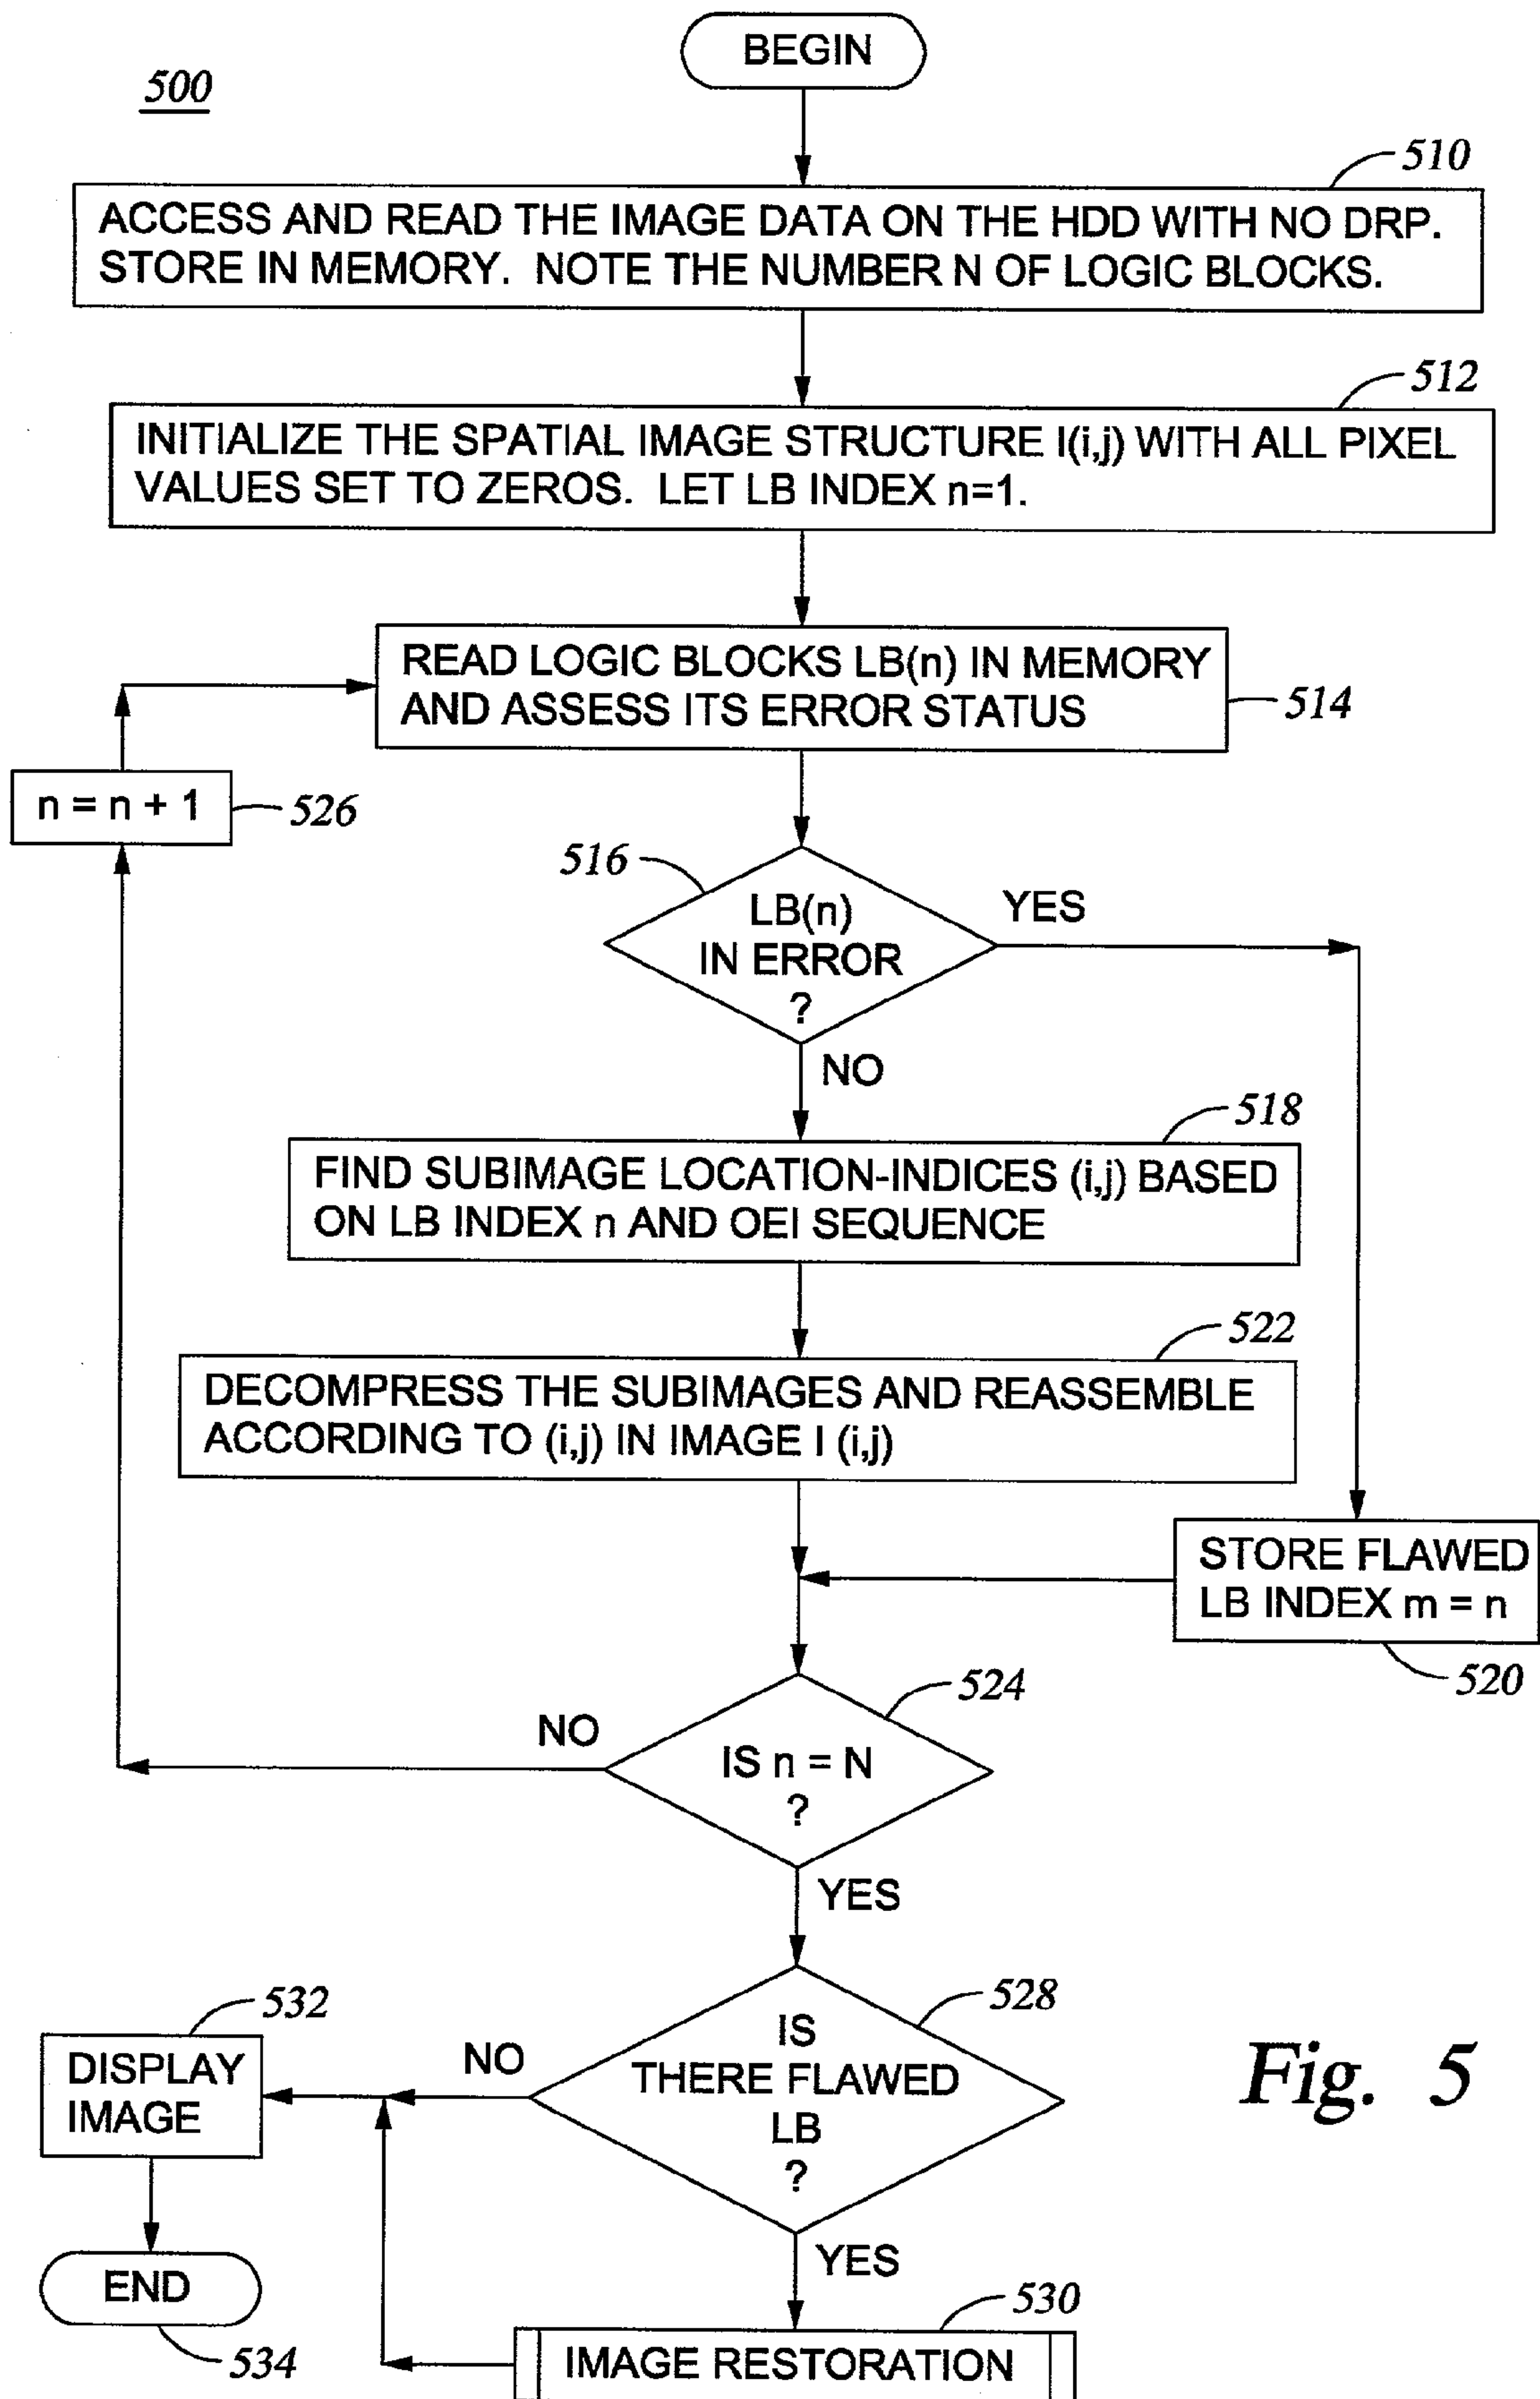 BEGIN
500
510
ACCESS AND READ THE IMAGE DATA ON THE HDD WITH NO DRP.
STORE IN MEMORY. NOTE THE NUMBER N OF LOGIC BLOCKS.
512
INITIALIZE THE SPATIAL IMAGE STRUCTURE I(i,j) WITH ALL PIXEL
VALUES SET TO ZEROS. LET LB INDEX n=1.
READ LOGIC BLOCKS LB(n) IN MEMORY
AND ASSESS ITS ERROR STATUS
514
n = n + 1
526
516
LB(n)
IN ERROR
?
YES
NO
518
FIND SUBIMAGE LOCATION-INDICES (i,j) BASED
ON LB INDEX n AND OEI SEQUENCE
522
DECOMPRESS THE SUBIMAGES AND REASSEMBLE
ACCORDING TO (i,j) IN IMAGE I (i,j)
STORE FLAWED
LB INDEX m = n
520
524
NO
IS n = N
?
YES
528
532
IS
THERE FLAWED
LB
?
NO
DISPLAY
IMAGE
Fig. 5
YES
END
534
530
IMAGE RESTORATION